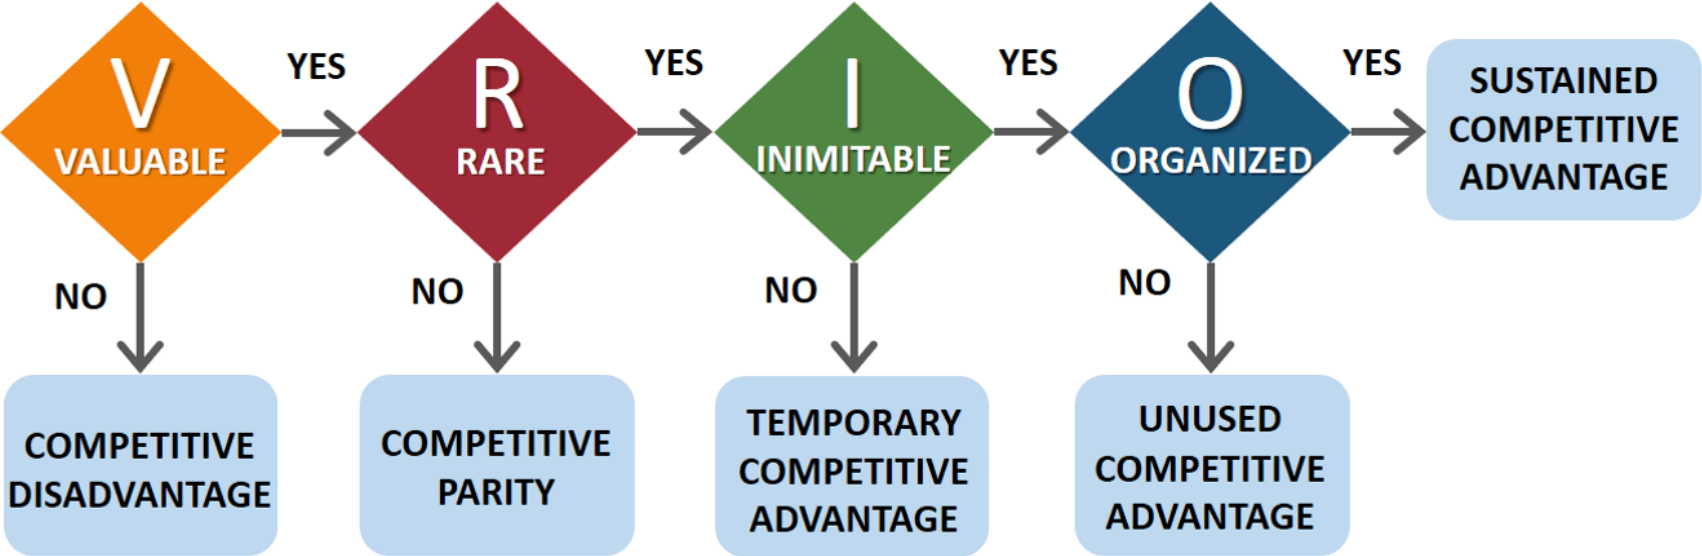 V
VALUABLE
YES
R
RARE
YES
I
INIMITABLE
YES
O
ORGANIZED
YES
SUSTAINED
COMPETITIVE
ADVANTAGE
NO
COMPETITIVE
DISADVANTAGE
NO
COMPETITIVE
PARITY
NO
TEMPORARY
COMPETITIVE
ADVANTAGE
NO
UNUSED
COMPETITIVE
ADVANTAGE